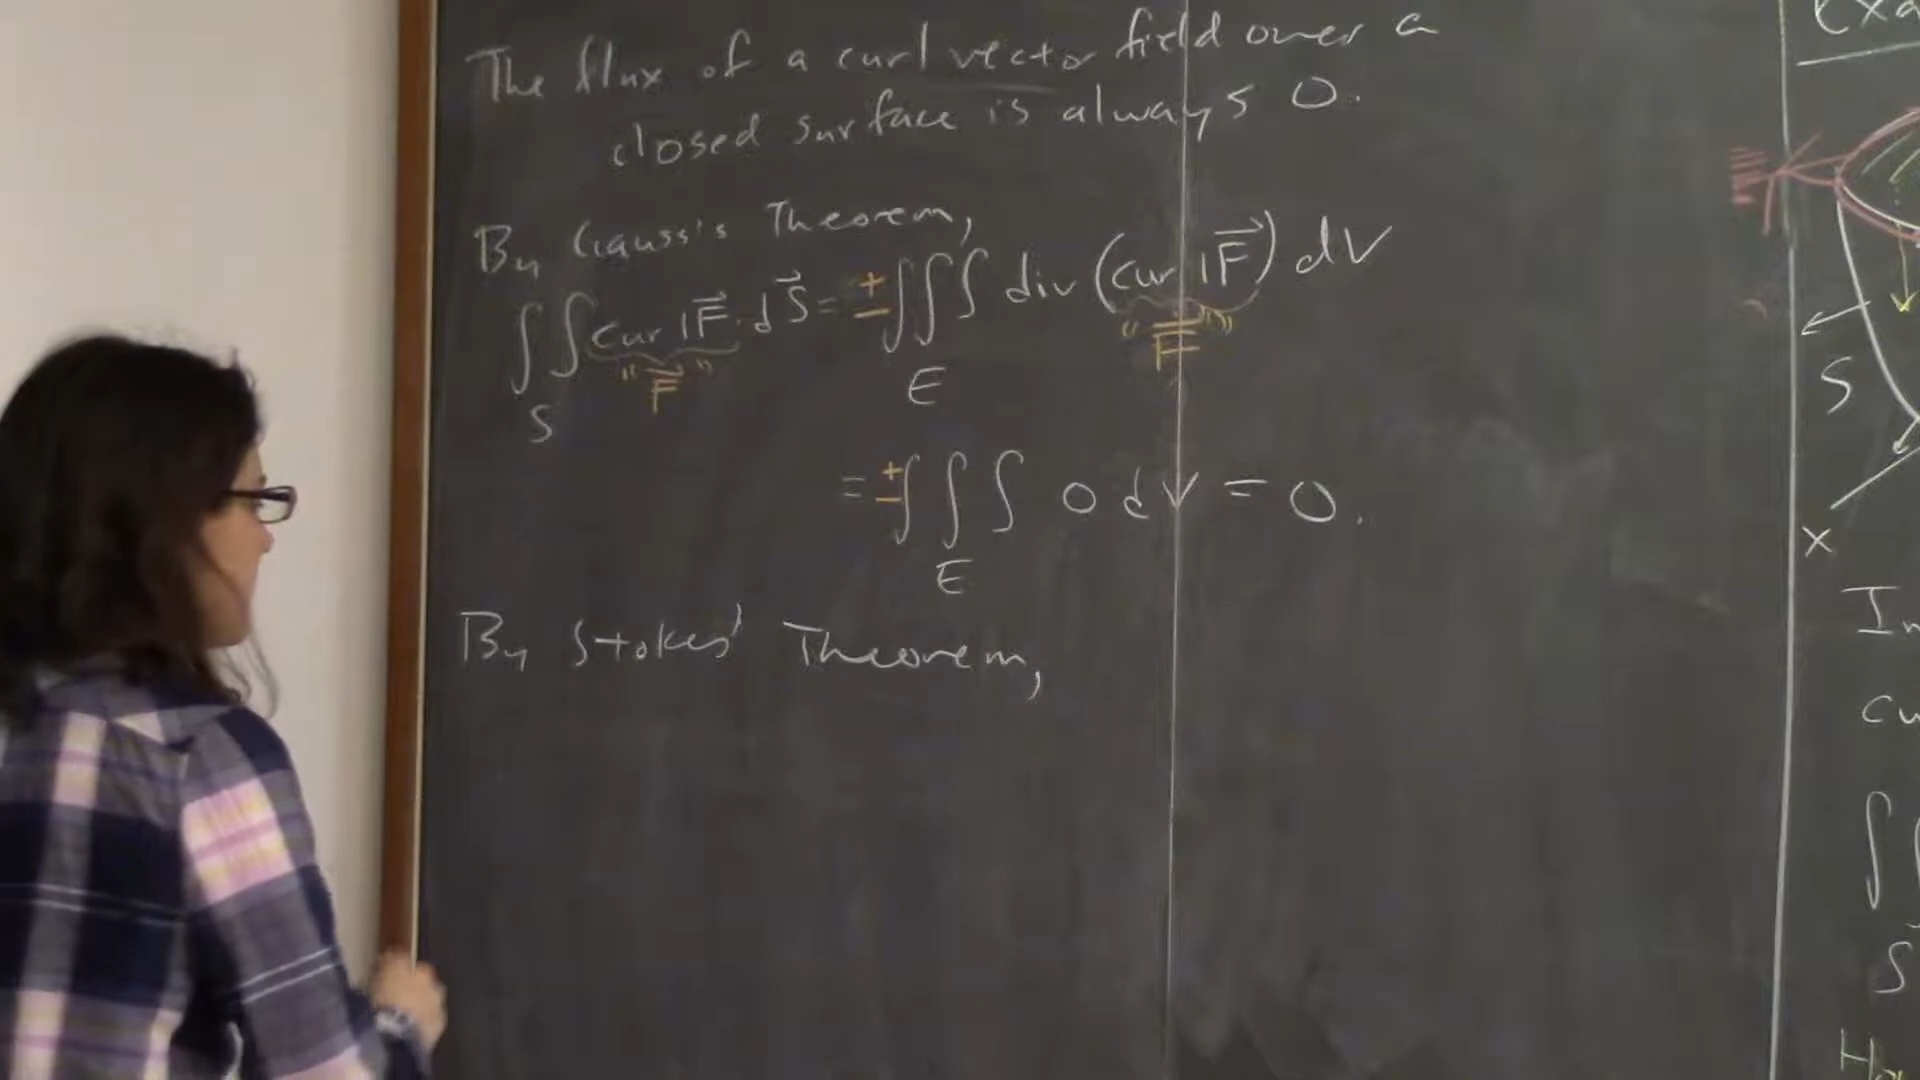 The flux of a curl vector field over a
closed surface is always 0.
By Gauss's Theorem,
∫∫ curl F⃗ · dS⃗ = ± ∫∫∫ div (curl F⃗) dV
S "F⃗" E "F⃗"
= ± ∫∫∫ 0 dV = 0.
E
By Stokes' Theorem,
S
x
∫
S